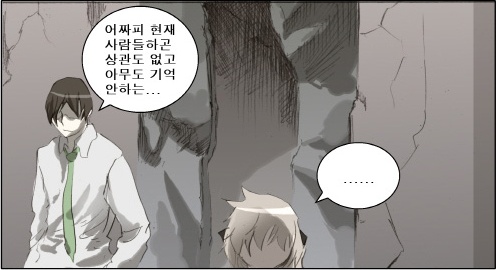 어짜피 현재
사람들하곤
상관도 없고
아무도 기억
안하는...
......